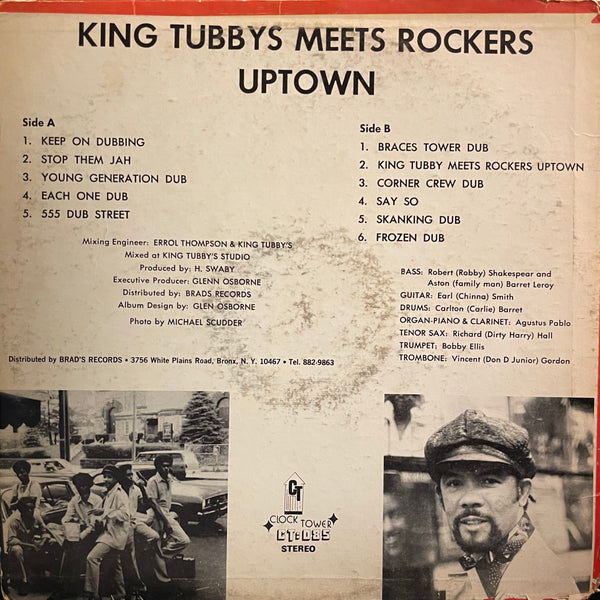 KING TUBBYS MEETS ROCKERS
UPTOWN
Side A
1. KEEP ON DUBBING
2. STOP THEM JAH
3. YOUNG GENERATION DUB
4. EACH ONE DUB
5. 555 DUB STREET
Side B
1. BRACES TOWER DUB
2. KING TUBBY MEETS ROCKERS UPTOWN
3. CORNER CREW DUB
4. SAY SO
5. SKANKING DUB
6. FROZEN DUB
Mixing Engineer: ERROL THOMPSON & KING TUBBY'S
Mixed at KING TUBBY'S STUDIO
Produced by: H. SWABY
Executive Producer: GLENN OSBORNE
Distributed by: BRADS RECORDS
Album Design by: GLEN OSBORNE
Photo by MICHAEL SCUDDER
BASS: Robert (Robby) Shakespear and
Aston (family man) Barret Leroy
GUITAR: Earl (Chinna) Smith
DRUMS: Carlton (Carlie) Barret
ORGAN-PIANO & CLARINET: Agustus Pablo
TENOR SAX: Richard (Dirty Harry) Hall
TRUMPET: Bobby Ellis
TROMBONE: Vincent (Don D Junior) Gordon
Distributed by BRAD'S RECORDS • 3756 White Plains Road, Bronx, N. Y. 10467 • Tel. 882-9863
CT
CLOCK TOWER
CT:085
STEREO